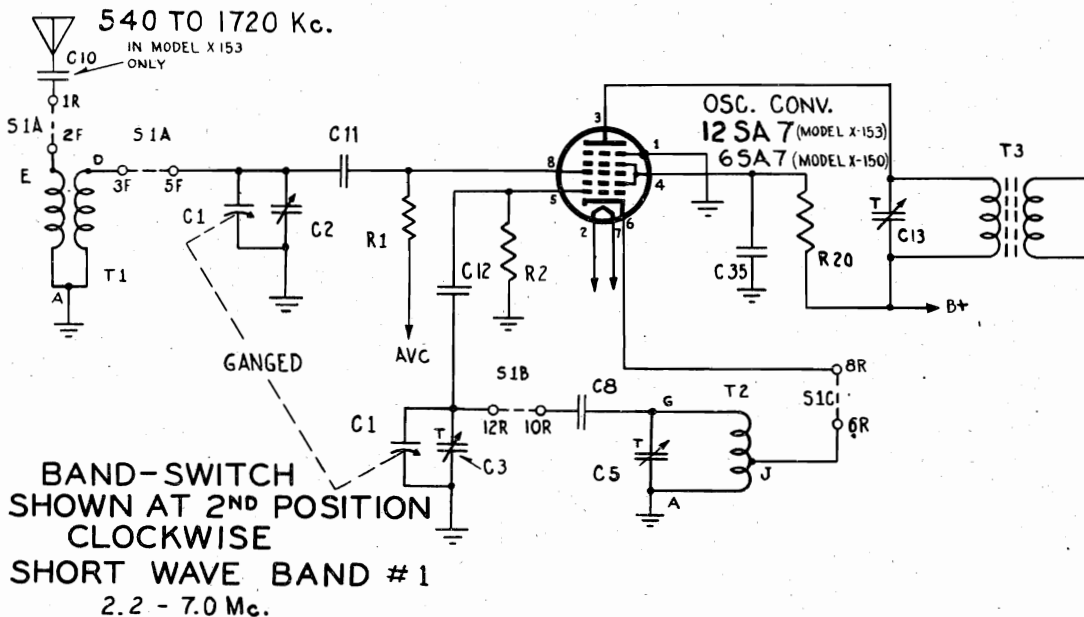 540 TO 1720 Kc.
IN MODEL X153
ONLY
C10
1R
S1A
2F
S1A
E
D
3F
5F
C11
C1
C2
R1
T1
A
AVC
GANGED
3
OSC. CONV.
12SA7 (MODEL X-153)
6SA7 (MODEL X-150)
8
1
5
4
2
7
6
C12
R2
C35
R20
T
C13
T3
B+
8R
S1C
6R
S1B
C8
G
T2
12R
10R
C1
T
C3
T
C5
J
A
BAND-SWITCH
SHOWN AT 2ND POSITION
CLOCKWISE
SHORT WAVE BAND #1
2.2 - 7.0 Mc.